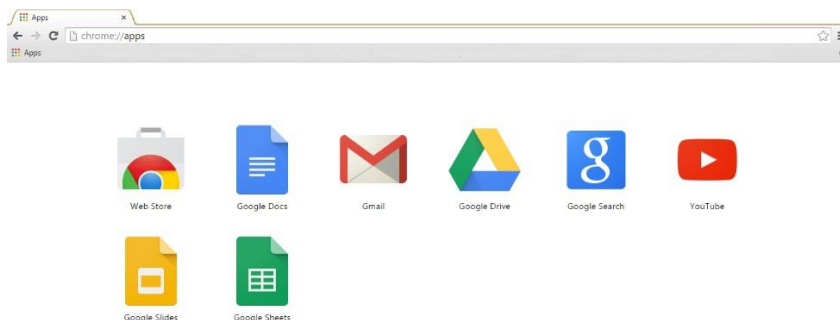 Apps
chrome://apps
Apps
Web Store
Google Docs
Gmail
Google Drive
Google Search
YouTube
Google Slides
Google Sheets